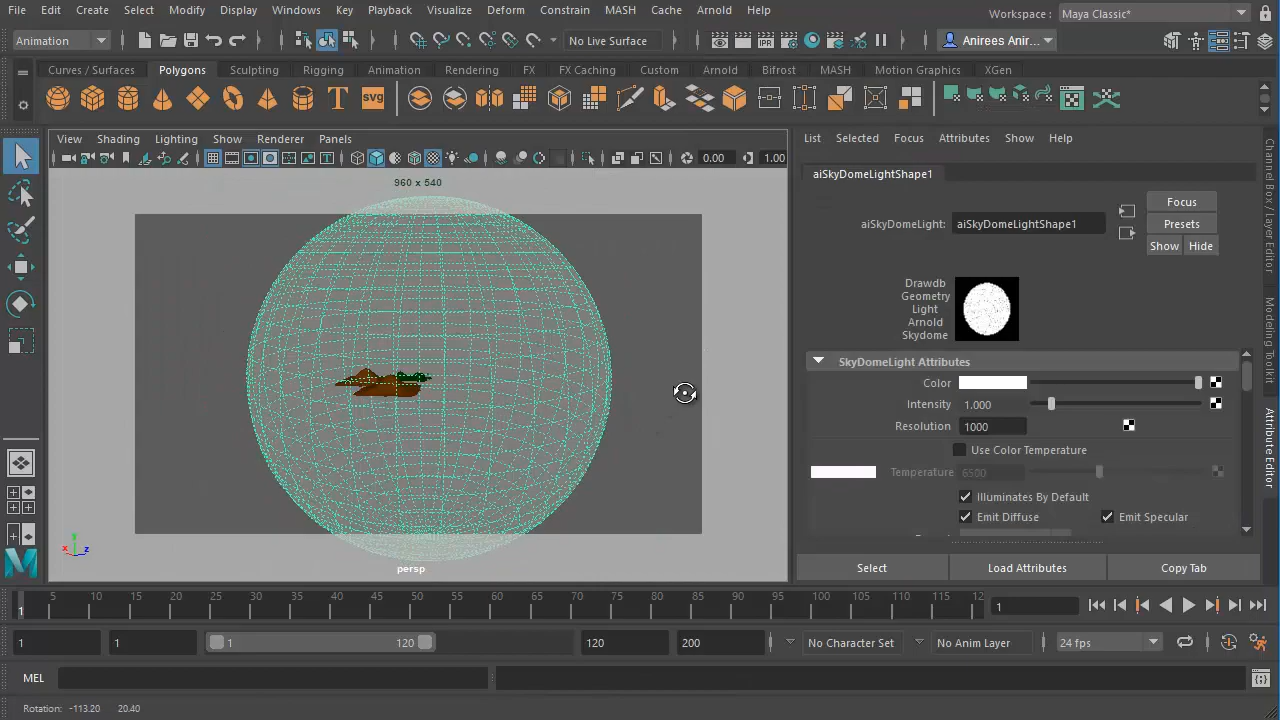 File Edit Create Select Modify Display Windows Key Playback Visualize Deform Constrain MASH Cache Arnold Help
Workspace : Maya Classic*
Animation No Live Surface Anirees Anir...
Curves / Surfaces Polygons Sculpting Rigging Animation Rendering FX FX Caching Custom Arnold Bifrost MASH Motion Graphics XGen
T svg
View Shading Lighting Show Renderer Panels
0.00 1.00
960 x 540
persp
List Selected Focus Attributes Show Help
aiSkyDomeLightShape1
Focus
aiSkyDomeLight: aiSkyDomeLightShape1
Presets
Show Hide
Drawdb
Geometry
Light
Arnold
Skydome
SkyDomeLight Attributes
Color
Intensity 1.000
Resolution 1000
Use Color Temperature
Temperature 6500
Illuminates By Default
Emit Diffuse Emit Specular
Select Load Attributes Copy Tab
Channel Box / Layer Editor
Modeling Toolkit
Attribute Editor
y
x z
1 5 10 15 20 25 30 35 40 45 50 55 60 65 70 75 80 85 90 95 100 105 110 115 12
1
1 1 1 120 120 200 No Character Set No Anim Layer 24 fps
MEL
Rotation: -113.20 20.40